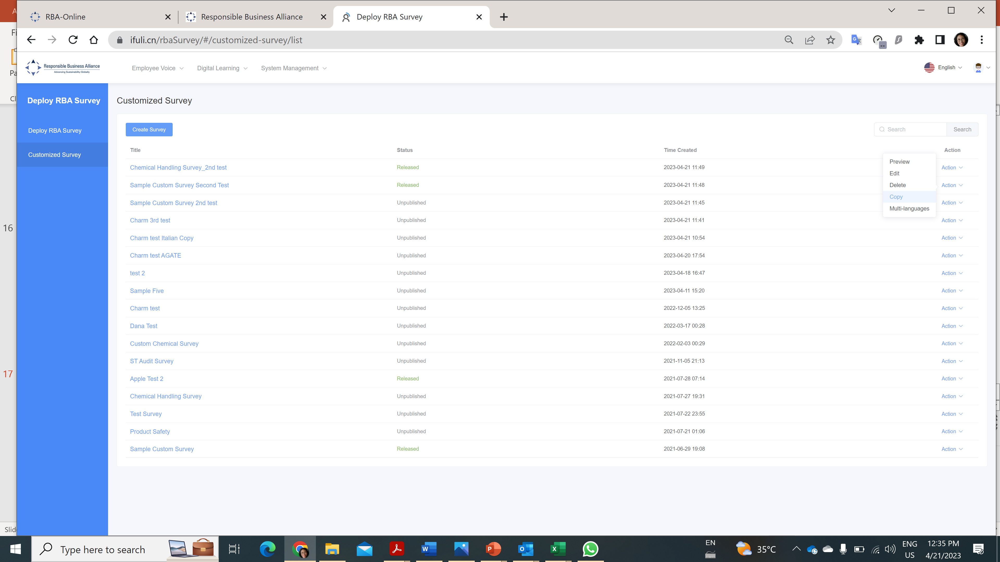 RBA-Online
Responsible Business Alliance
Deploy RBA Survey
ifuli.cn/rbaSurvey/#/customized-survey/list
Responsible Business Alliance
Advancing Sustainability Globally
Employee Voice
Digital Learning
System Management
English
Deploy RBA Survey
Deploy RBA Survey
Customized Survey
Customized Survey
Create Survey
Search
Search
Title Status Time Created Action
Chemical Handling Survey_2nd test Released 2023-04-21 11:49 Action
Sample Custom Survey Second Test Released 2023-04-21 11:48 Action
Sample Custom Survey 2nd test Unpublished 2023-04-21 11:45 Action
Charm 3rd test Unpublished 2023-04-21 11:41 Action
Charm test Italian Copy Unpublished 2023-04-21 10:54 Action
Charm test AGATE Unpublished 2023-04-20 17:54 Action
test 2 Unpublished 2023-04-18 16:47 Action
Sample Five Unpublished 2023-04-11 15:20 Action
Charm test Unpublished 2022-12-05 13:25 Action
Dana Test Unpublished 2022-03-17 00:28 Action
Custom Chemical Survey Unpublished 2022-02-03 00:29 Action
ST Audit Survey Unpublished 2021-11-05 21:13 Action
Apple Test 2 Released 2021-07-28 07:14 Action
Chemical Handling Survey Unpublished 2021-07-27 19:31 Action
Test Survey Unpublished 2021-07-22 23:55 Action
Product Safety Unpublished 2021-07-21 01:06 Action
Sample Custom Survey Released 2021-06-29 19:08 Action
Preview
Edit
Delete
Copy
Multi-languages
16
17
Type here to search
EN
35°C
ENG
US
12:35 PM
4/21/2023